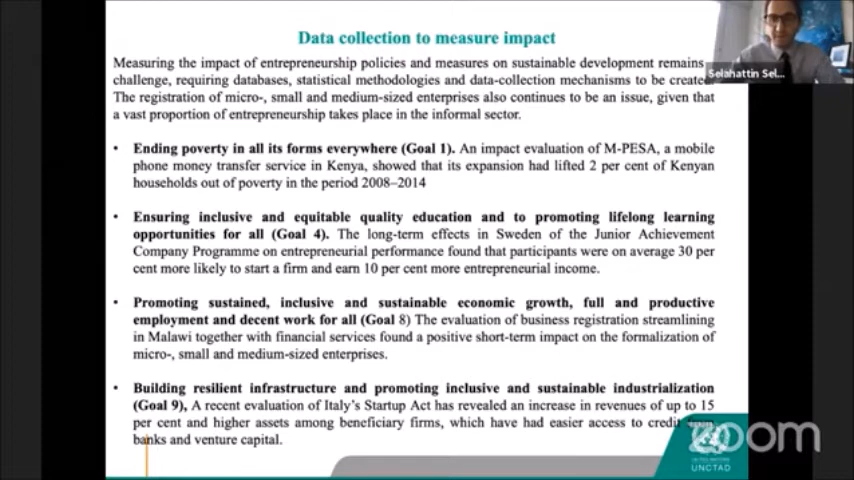 Data collection to measure impact
Measuring the impact of entrepreneurship policies and measures on sustainable development remains
challenge, requiring databases, statistical methodologies and data-collection mechanisms to be created
The registration of micro-, small and medium-sized enterprises also continues to be an issue, given that
a vast proportion of entrepreneurship takes place in the informal sector.
• Ending poverty in all its forms everywhere (Goal 1). An impact evaluation of M-PESA, a mobile
phone money transfer service in Kenya, showed that its expansion had lifted 2 per cent of Kenyan
households out of poverty in the period 2008–2014
• Ensuring inclusive and equitable quality education and to promoting lifelong learning
opportunities for all (Goal 4). The long-term effects in Sweden of the Junior Achievement
Company Programme on entrepreneurial performance found that participants were on average 30 per
cent more likely to start a firm and earn 10 per cent more entrepreneurial income.
• Promoting sustained, inclusive and sustainable economic growth, full and productive
employment and decent work for all (Goal 8) The evaluation of business registration streamlining
in Malawi together with financial services found a positive short-term impact on the formalization of
micro-, small and medium-sized enterprises.
• Building resilient infrastructure and promoting inclusive and sustainable industrialization
(Goal 9), A recent evaluation of Italy's Startup Act has revealed an increase in revenues of up to 15
per cent and higher assets among beneficiary firms, which have had easier access to credit
banks and venture capital.
Selahattin Sel...
zoom
UNCTAD